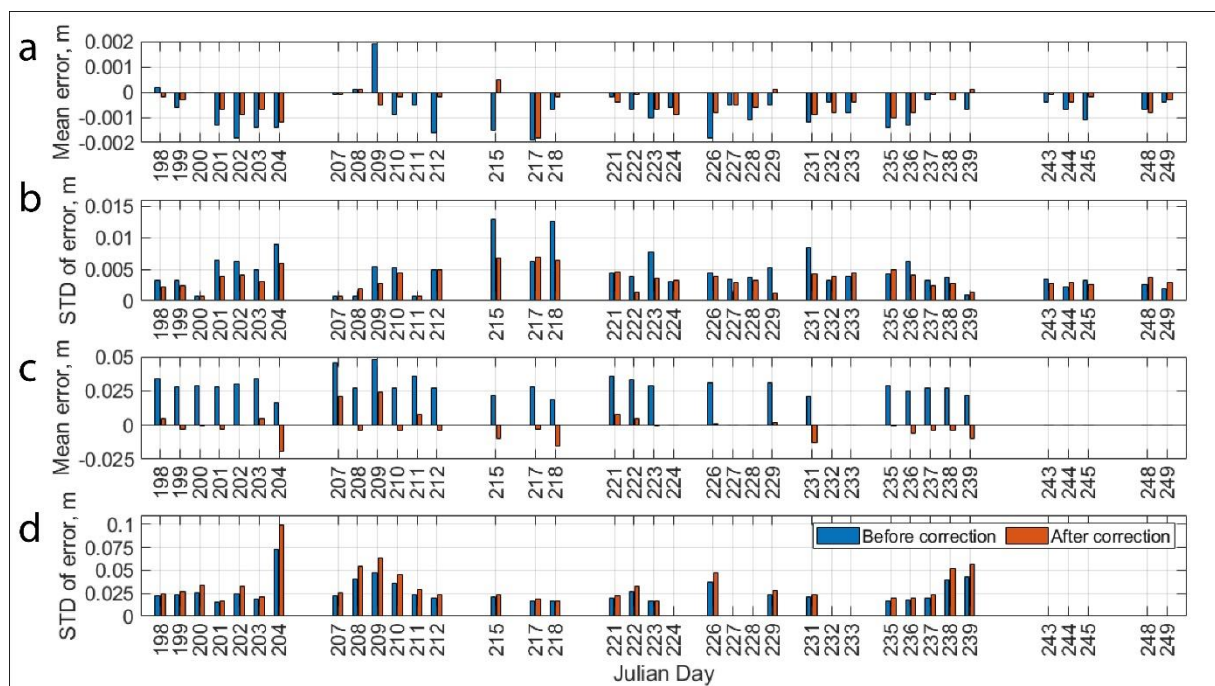 a
Mean error, m
0.002
0.001
0
-0.001
-0.002
198 199 200 201 202 203 204 207 208 209 210 211 212 215 217 218 221 222 223 224 226 227 228 229 231 232 233 235 236 237 238 239 243 244 245 248 249
b
STD of error, m
0.015
0.01
0.005
0
198 199 200 201 202 203 204 207 208 209 210 211 212 215 217 218 221 222 223 224 226 227 228 229 231 232 233 235 236 237 238 239 243 244 245 248 249
c
Mean error, m
0.05
0.025
0
-0.025
198 199 200 201 202 203 204 207 208 209 210 211 212 215 217 218 221 222 223 224 226 227 228 229 231 232 233 235 236 237 238 239 243 244 245 248 249
d
STD of error, m
0.1
0.075
0.05
0.025
0
Before correction After correction
198 199 200 201 202 203 204 207 208 209 210 211 212 215 217 218 221 222 223 224 226 227 228 229 231 232 233 235 236 237 238 239 243 244 245 248 249
Julian Day